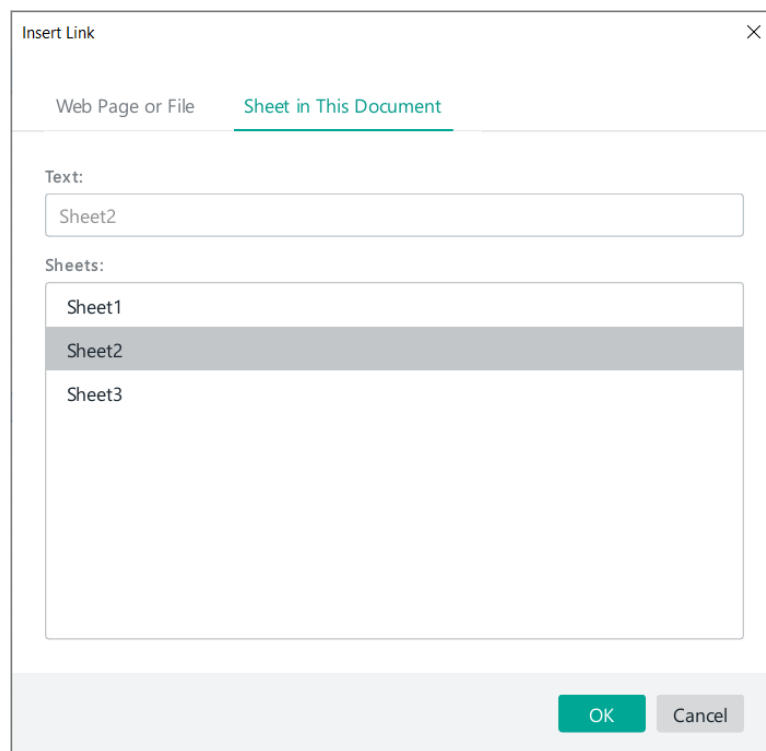 Insert Link
Web Page or File Sheet in This Document
Text:
Sheet2
Sheets:
Sheet1
Sheet2
Sheet3
OK Cancel